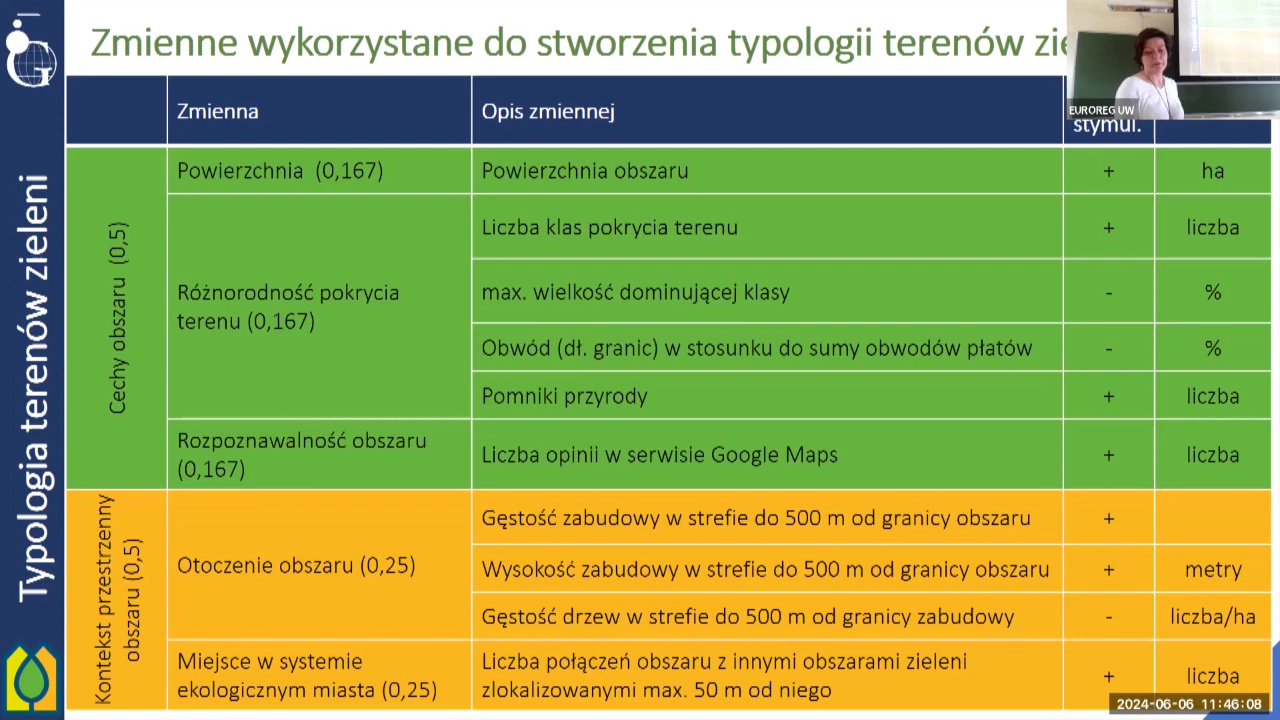 Zmienne wykorzystane do stworzenia typologii terenów
EUROREG UW
Typologia terenów zieleni
Zmienna
Opis zmiennej
stymul.
Cechy obszaru (0,5)
Powierzchnia (0,167)
Powierzchnia obszaru
+
ha
Różnorodność pokrycia
terenu (0,167)
Liczba klas pokrycia terenu
+
liczba
max. wielkość dominującej klasy
-
%
Obwód (dł. granic) w stosunku do sumy obwodów płatów
-
%
Pomniki przyrody
+
liczba
Rozpoznawalność obszaru
(0,167)
Liczba opinii w serwisie Google Maps
+
liczba
Kontekst przestrzenny
obszaru (0,5)
Otoczenie obszaru (0,25)
Gęstość zabudowy w strefie do 500 m od granicy obszaru
+
Wysokość zabudowy w strefie do 500 m od granicy obszaru
+
metry
Gęstość drzew w strefie do 500 m od granicy zabudowy
-
liczba/ha
Miejsce w systemie
ekologicznym miasta (0,25)
Liczba połączeń obszaru z innymi obszarami zieleni
zlokalizowanymi max. 50 m od niego
+
liczba
2024-06-06 11:46:08